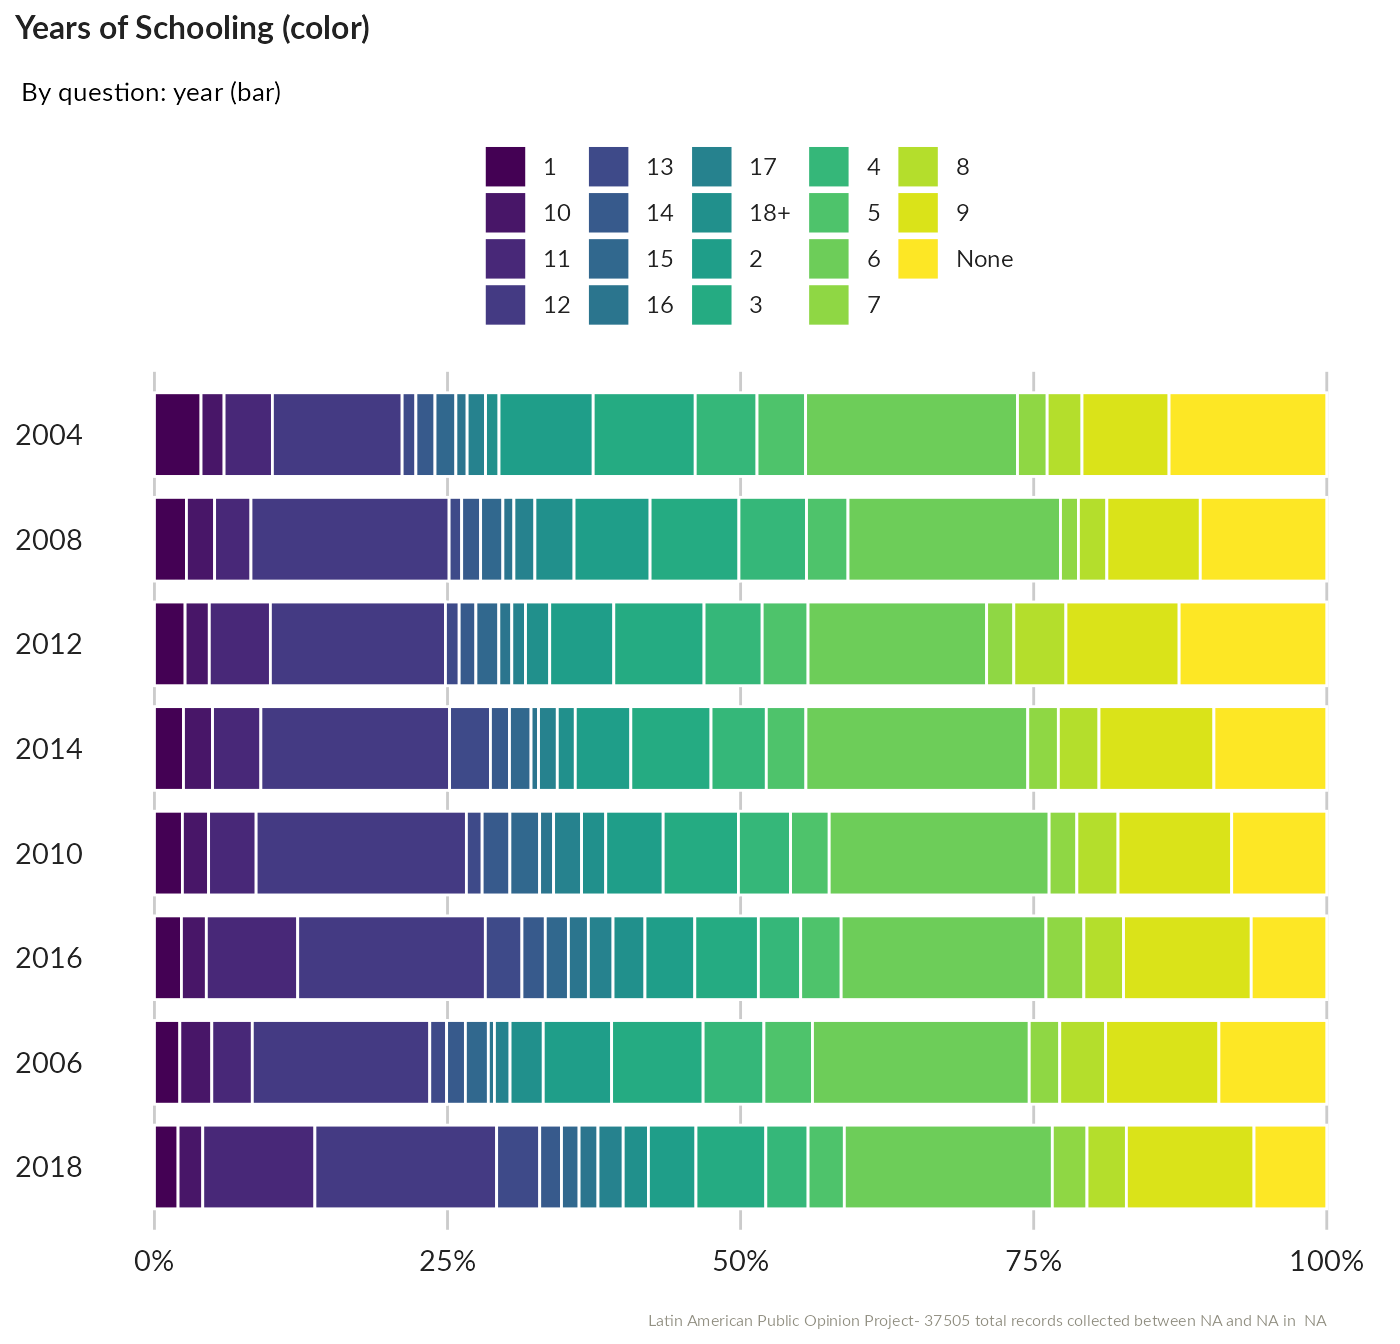 Years of Schooling (color)
By question: year (bar)
1 13 17 4 8
10 14 18+ 5 9
11 15 2 6 None
12 16 3 7
2004
2008
2012
2014
2010
2016
2006
2018
0% 25% 50% 75% 100%
Latin American Public Opinion Project- 37505 total records collected between NA and NA in  NA